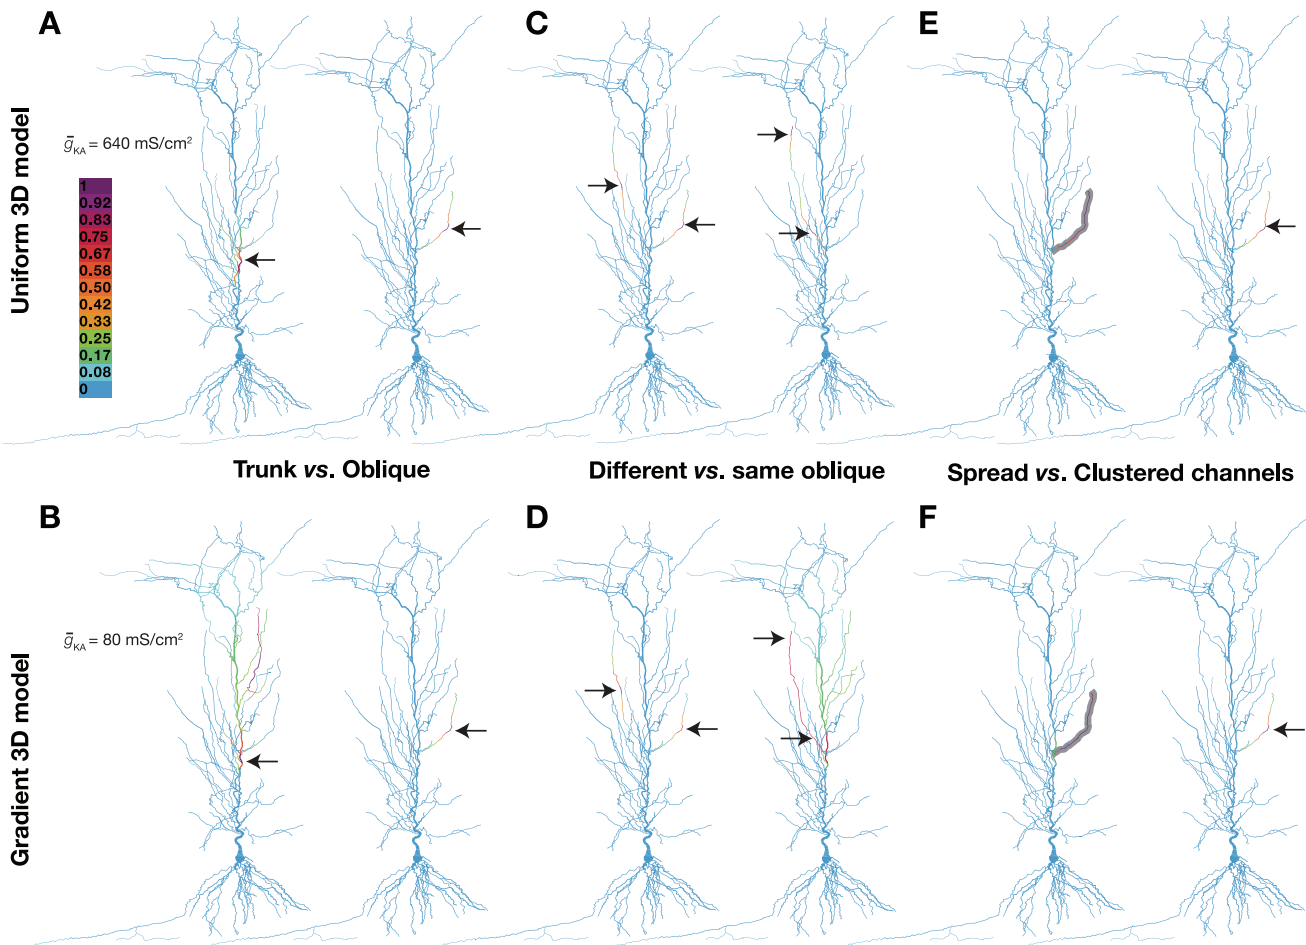 A
C
E
Uniform 3D model
g̅KA = 640 mS/cm²
1
0.92
0.83
0.75
0.67
0.58
0.50
0.42
0.33
0.25
0.17
0.08
0
Trunk vs. Oblique
Different vs. same oblique
Spread vs. Clustered channels
B
D
F
Gradient 3D model
g̅KA = 80 mS/cm²